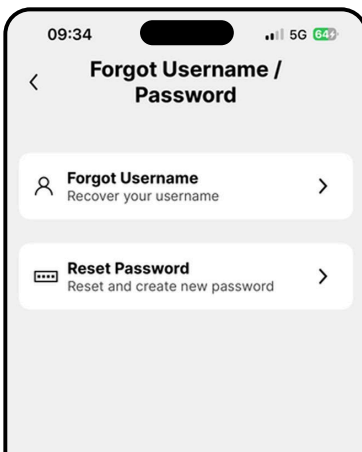 09:34
5G 64
Forgot Username /
Password
Forgot Username
Recover your username
Reset Password
Reset and create new password